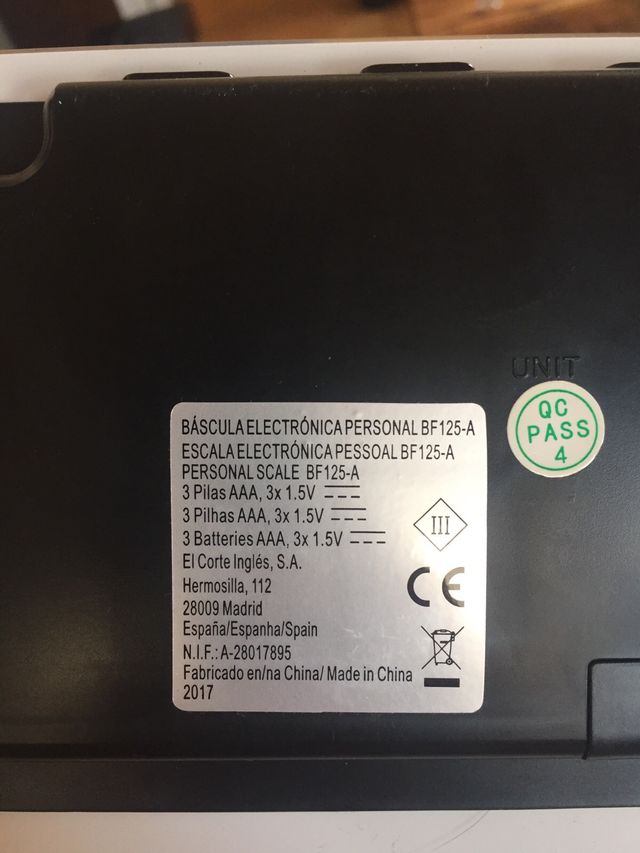 UNIT
QC
PASS
4
BÁSCULA ELECTRÓNICA PERSONAL BF125-A
ESCALA ELECTRÓNICA PESSOAL BF125-A
PERSONAL SCALE BF125-A
3 Pilas AAA, 3x 1.5V
3 Pilhas AAA, 3x 1.5V
3 Batteries AAA, 3x 1.5V
III
El Corte Inglés, S.A.
Hermosilla, 112
CE
28009 Madrid
España/Espanha/Spain
N.I.F.: A-28017895
Fabricado en/na China/ Made in China
2017